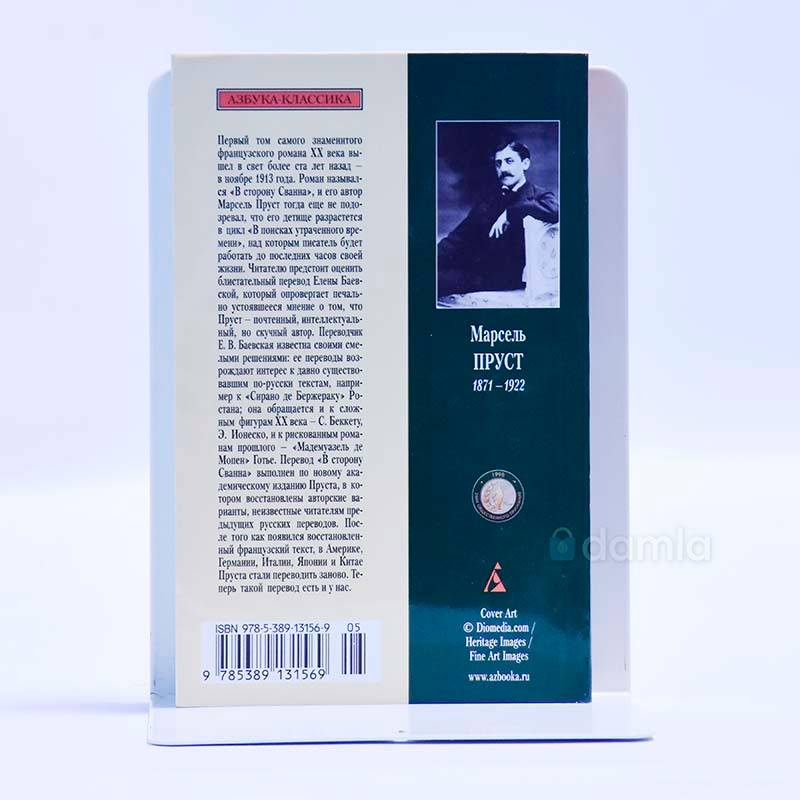 АЗБУКА-КЛАССИКА
Первый том самого знаменитого
французского романа XX века вы-
шел в свет более ста лет назад –
в ноябре 1913 года. Роман называл-
ся «В сторону Сванна», и его автор
Марсель Пруст тогда еще не подо-
зревал, что его детище разрастется
в цикл «В поисках утраченного вре-
мени», над которым писатель будет
работать до последних часов своей
жизни. Читателю предстоит оценить
блистательный перевод Елены Баев-
ской, который опровергает печаль-
но устоявшееся мнение о том, что
Пруст – почтенный, интеллектуаль-
ный, но скучный автор. Переводчик
Е. В. Баевская известна своими сме-
лыми решениями: ее переводы воз-
рождают интерес к давно существо-
вавшим по-русски текстам, напри-
мер к «Сирано де Бержераку» Ро-
стана; она обращается и к слож-
ным фигурам XX века – С. Беккету,
Э. Ионеско, и к рискованным рома-
нам прошлого – «Мадемуазель де
Мопен» Готье. Перевод «В сторону
Сванна» выполнен по новому ака-
демическому изданию Пруста, в ко-
тором восстановлены авторские ва-
рианты, неизвестные читателям пре-
дыдущих русских переводов. Пос-
ле того как появился восстановлен-
ный французский текст, в Америке,
Германии, Италии, Японии и Китае
Пруста стали переводить заново. Те-
перь такой перевод есть и у нас.
ISBN 978-5-389-13156-9 05
9 785389 131569
Марсель
ПРУСТ
1871 – 1922
1998
damla
Cover Art
© Diomedia.com /
Heritage Images /
Fine Art Images
www.azbooka.ru